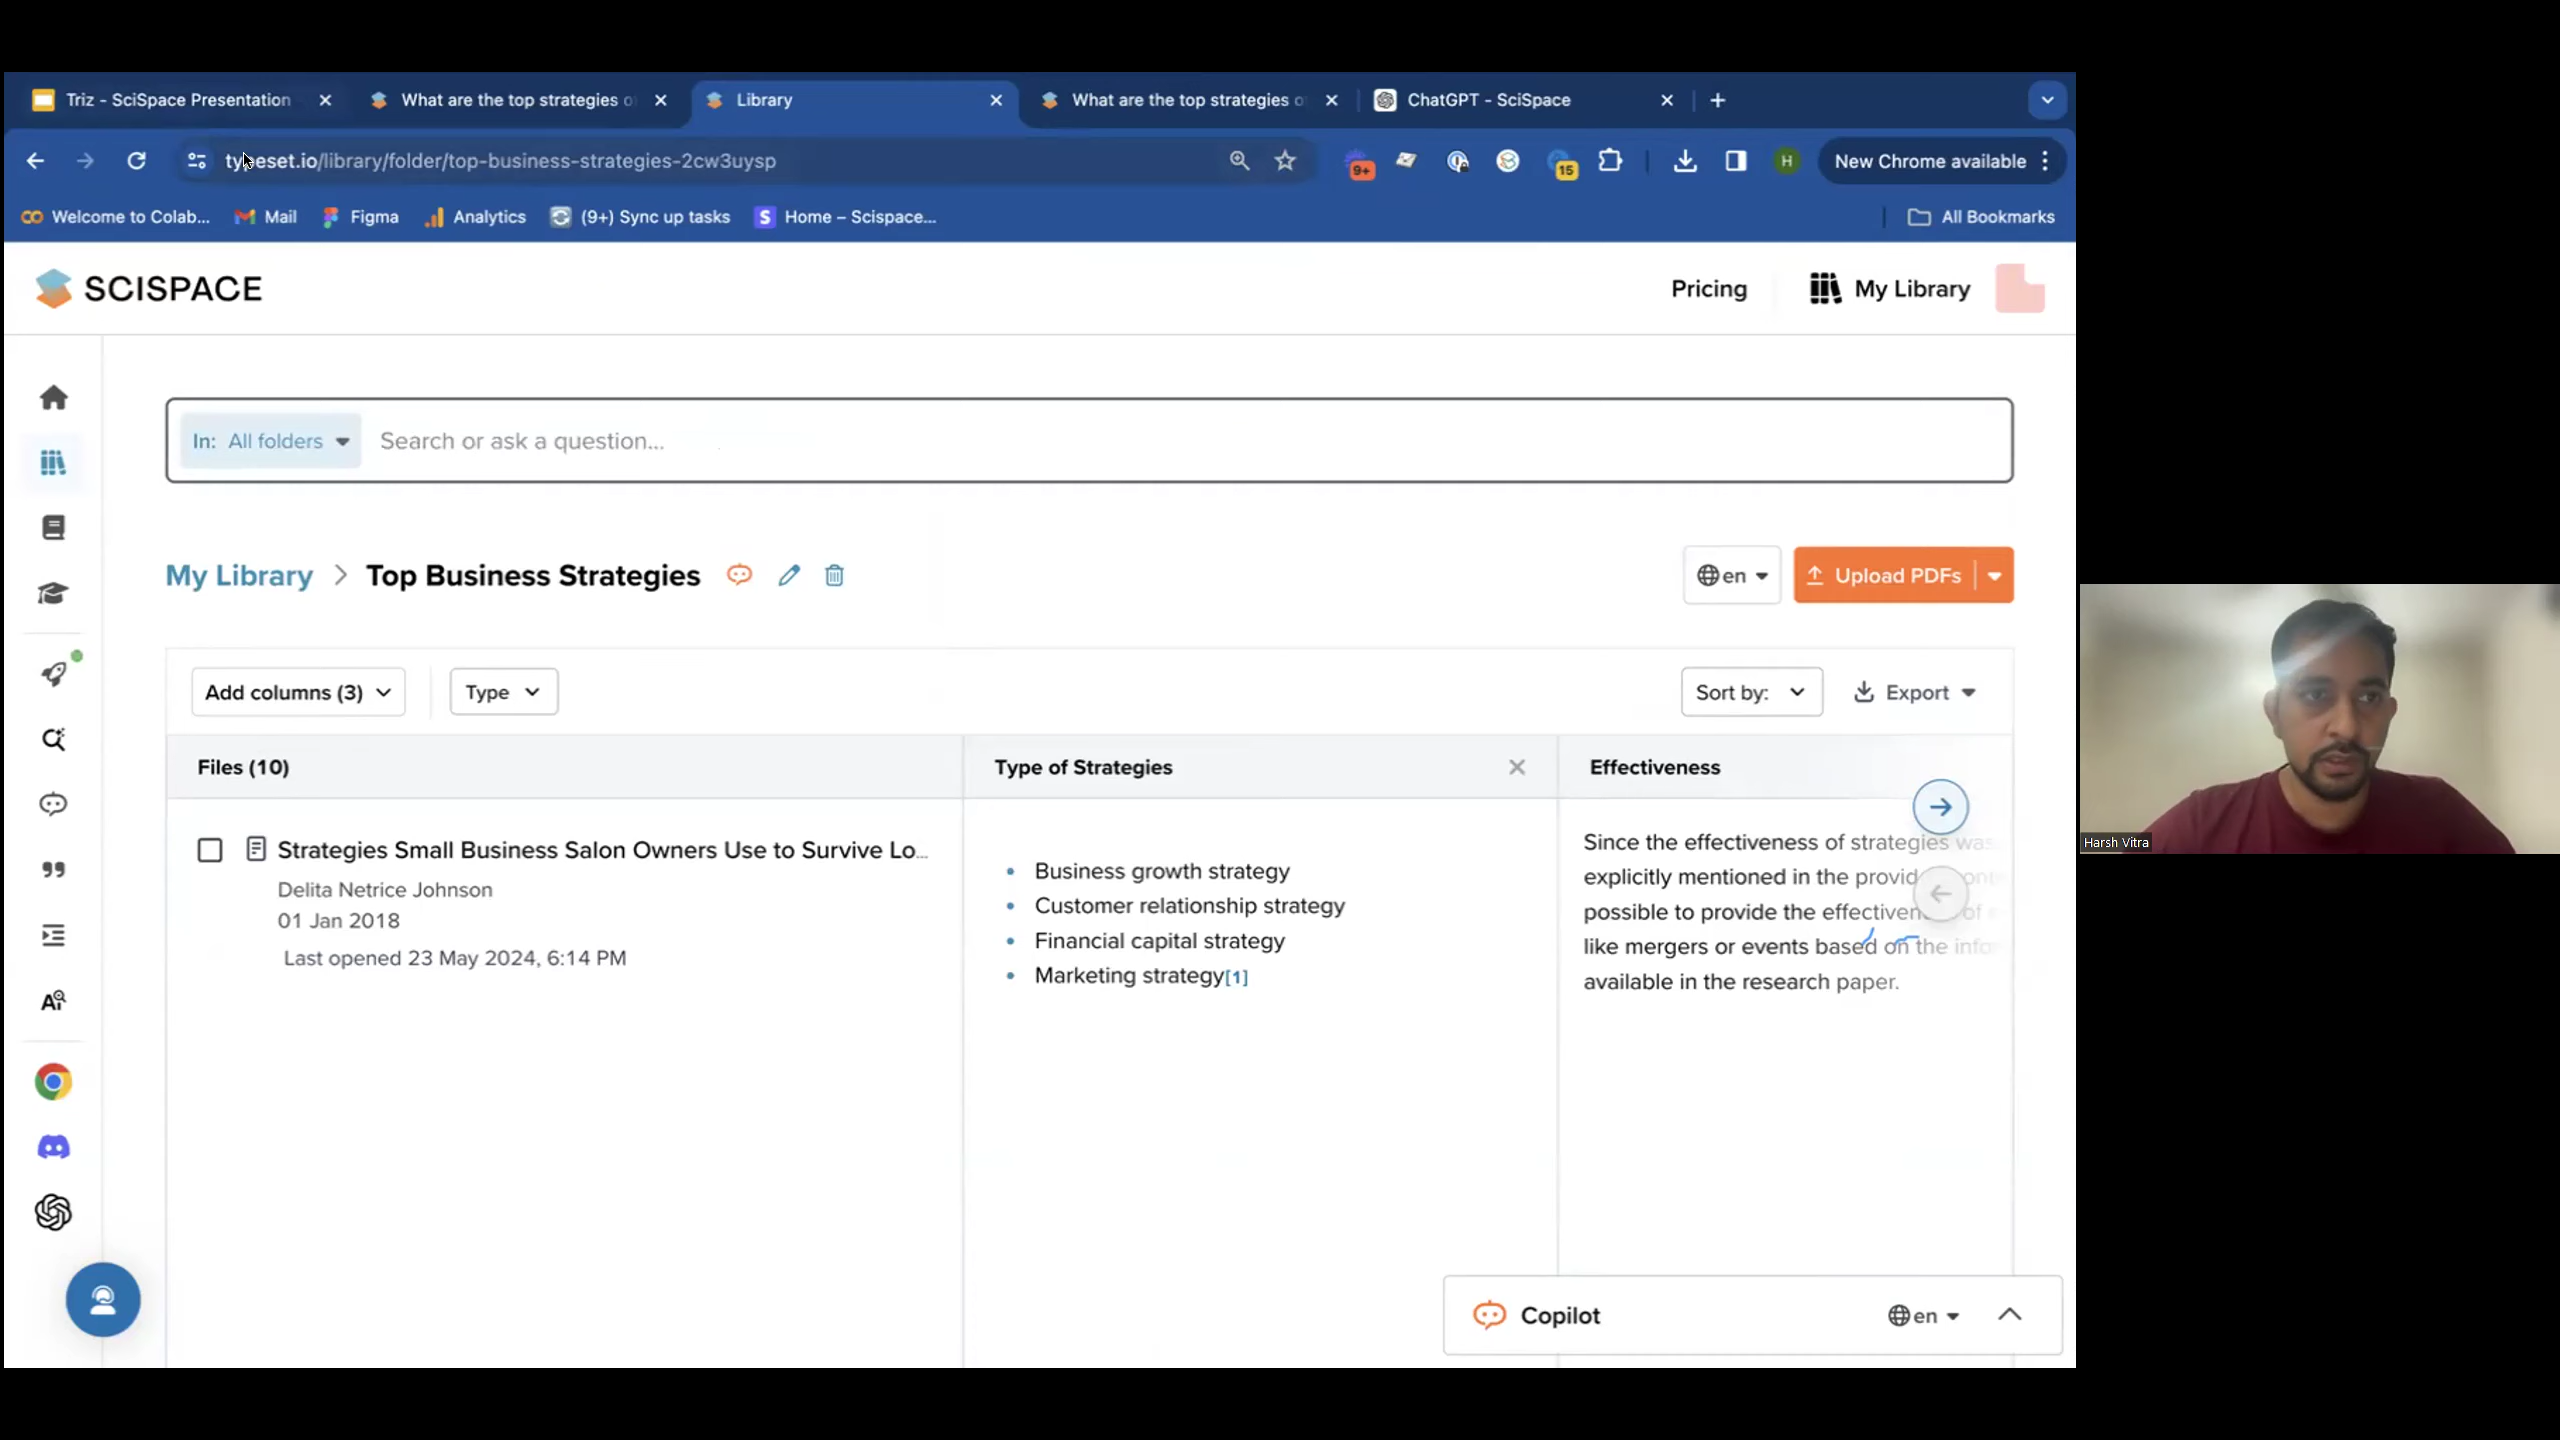 Triz - SciSpace Presentation
What are the top strategies o
Library
What are the top strategies o
ChatGPT - SciSpace
typeset.io/library/folder/top-business-strategies-2cw3uysp
9+
15
H
New Chrome available
Welcome to Colab...
Mail
Figma
Analytics
(9+) Sync up tasks
S
Home – Scispace...
All Bookmarks
SCISPACE
Pricing
My Library
In: All folders
Search or ask a question...
My Library > Top Business Strategies
en
Upload PDFs
Add columns (3)
Type
Sort by:
Export
Files (10)
Type of Strategies
Effectiveness
Strategies Small Business Salon Owners Use to Survive Lo...
Delita Netrice Johnson
01 Jan 2018
Last opened 23 May 2024, 6:14 PM
• Business growth strategy
• Customer relationship strategy
• Financial capital strategy
• Marketing strategy[1]
Since the effectiveness of strategies was
explicitly mentioned in the
possible to provide the of
like mergers or events based on the
available in the research paper.
Copilot
en
Harsh Vitra